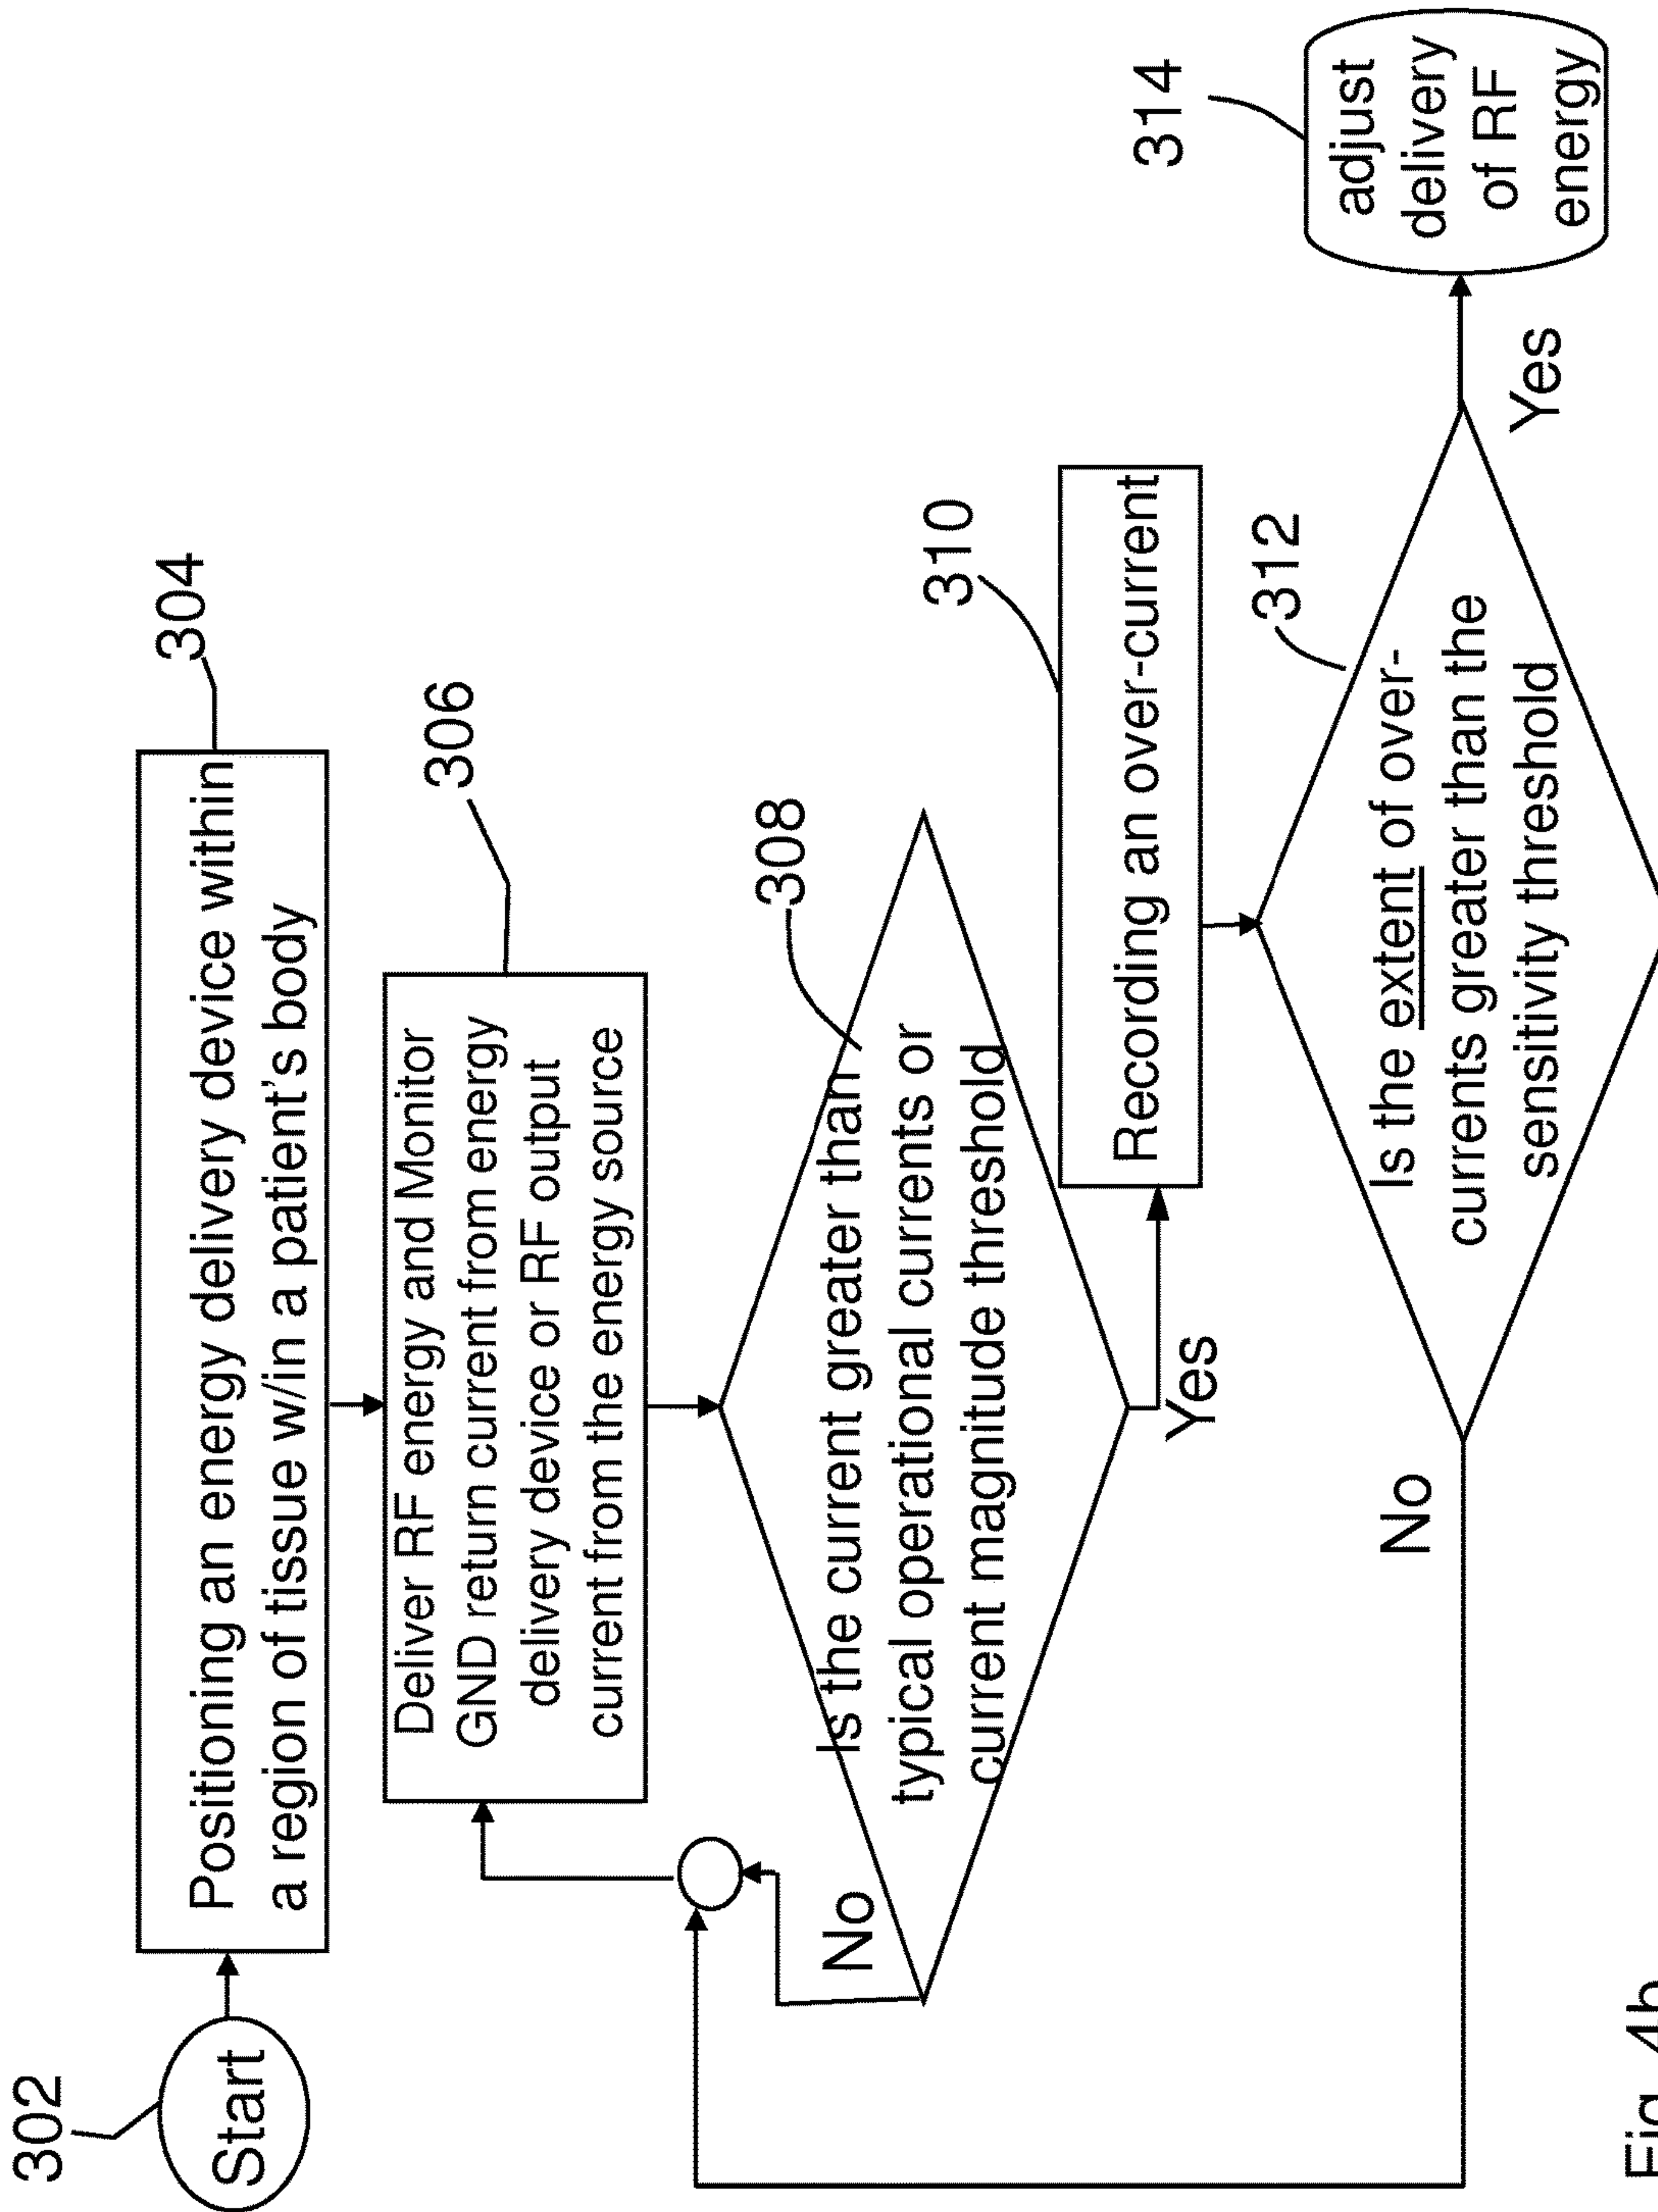 302
Start
304
Positioning an energy delivery device within
a region of tissue w/in a patient's body
306
Deliver RF energy and Monitor
GND return current from energy
delivery device or RF output
current from the energy source
308
Is the current greater than
typical operational currents or
current magnitude threshold
No
Yes
310
Recording an over-current
312
Is the extent of over-
currents greater than the
sensitivity threshold
No
Yes
314
adjust
delivery
of RF
energy
Fig. 4b